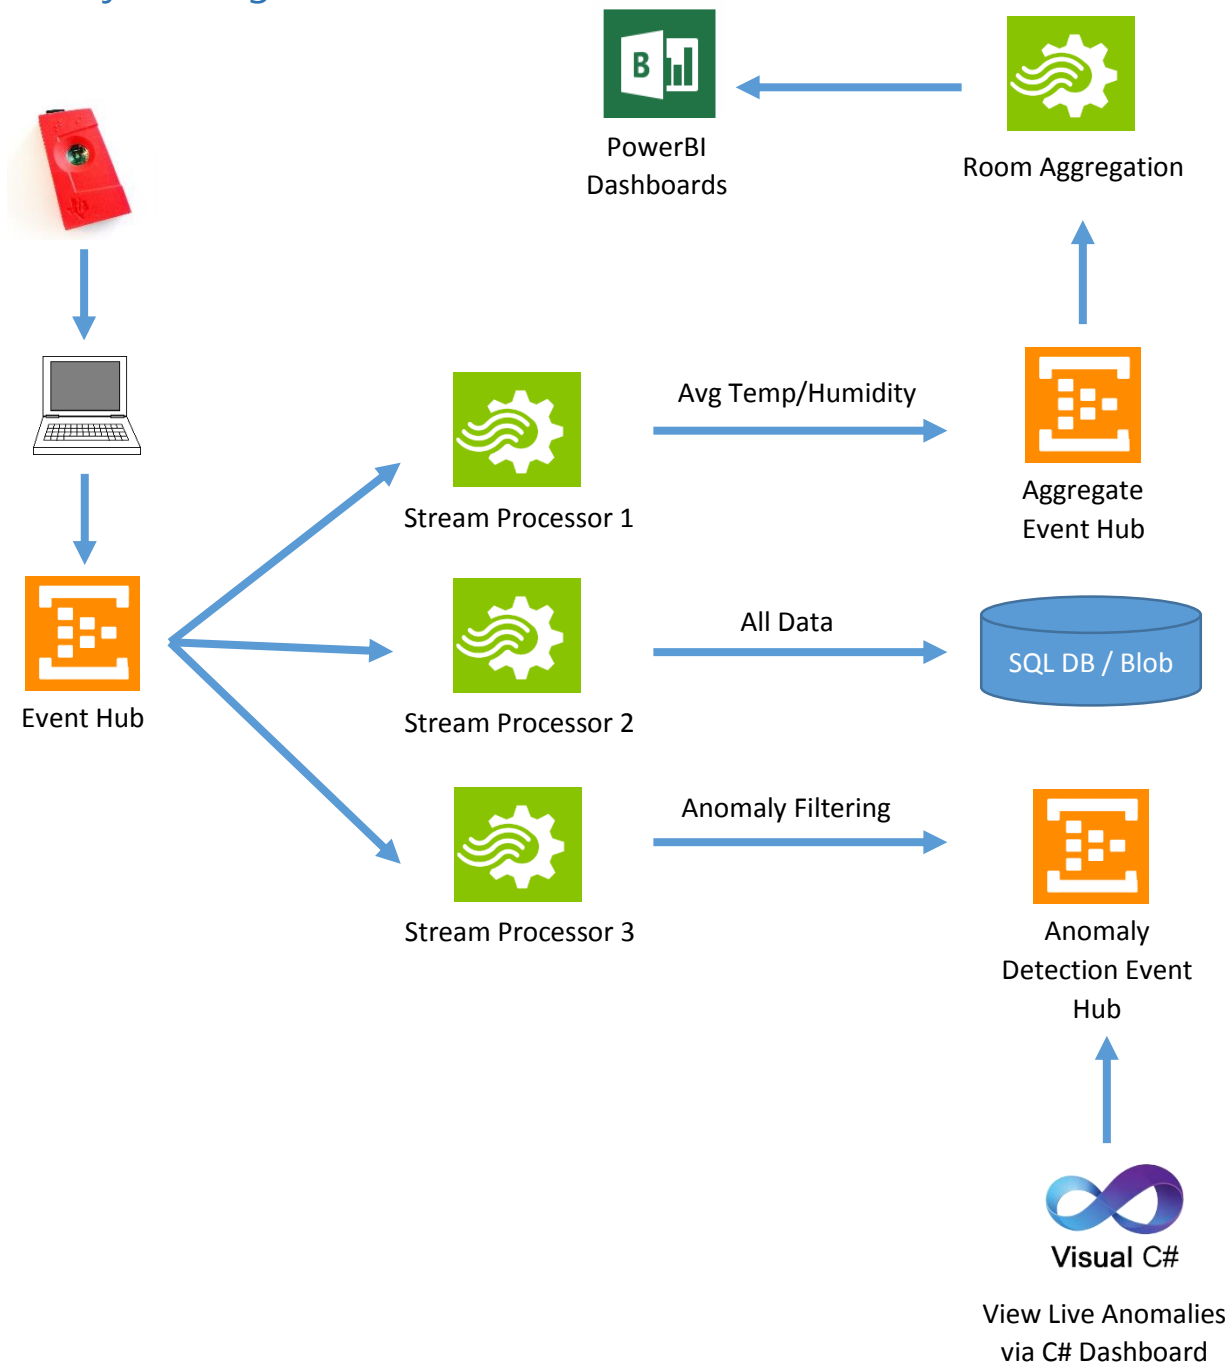 B
PowerBI
Dashboards
Room Aggregation
Avg Temp/Humidity
Stream Processor 1
Aggregate
Event Hub
All Data
SQL DB / Blob
Event Hub
Stream Processor 2
Anomaly Filtering
Stream Processor 3
Anomaly
Detection Event
Hub
Visual C#
View Live Anomalies
via C# Dashboard